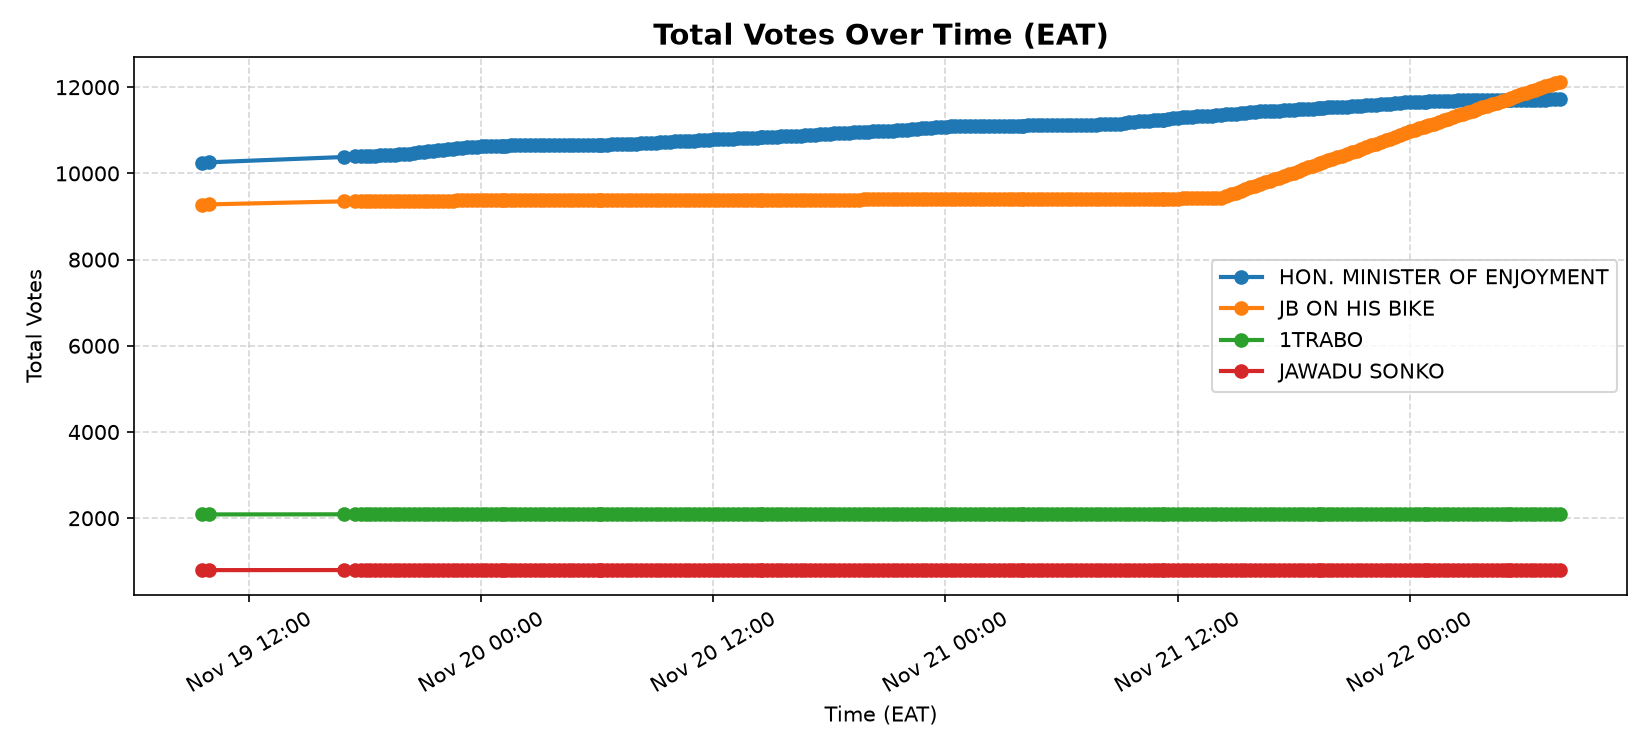 Total Votes Over Time (EAT)
Total Votes
12000
10000
8000
6000
4000
2000
HON. MINISTER OF ENJOYMENT
JB ON HIS BIKE
1TRABO
JAWADU SONKO
Nov 19 12:00
Nov 20 00:00
Nov 20 12:00
Nov 21 00:00
Nov 21 12:00
Nov 22 00:00
Time (EAT)